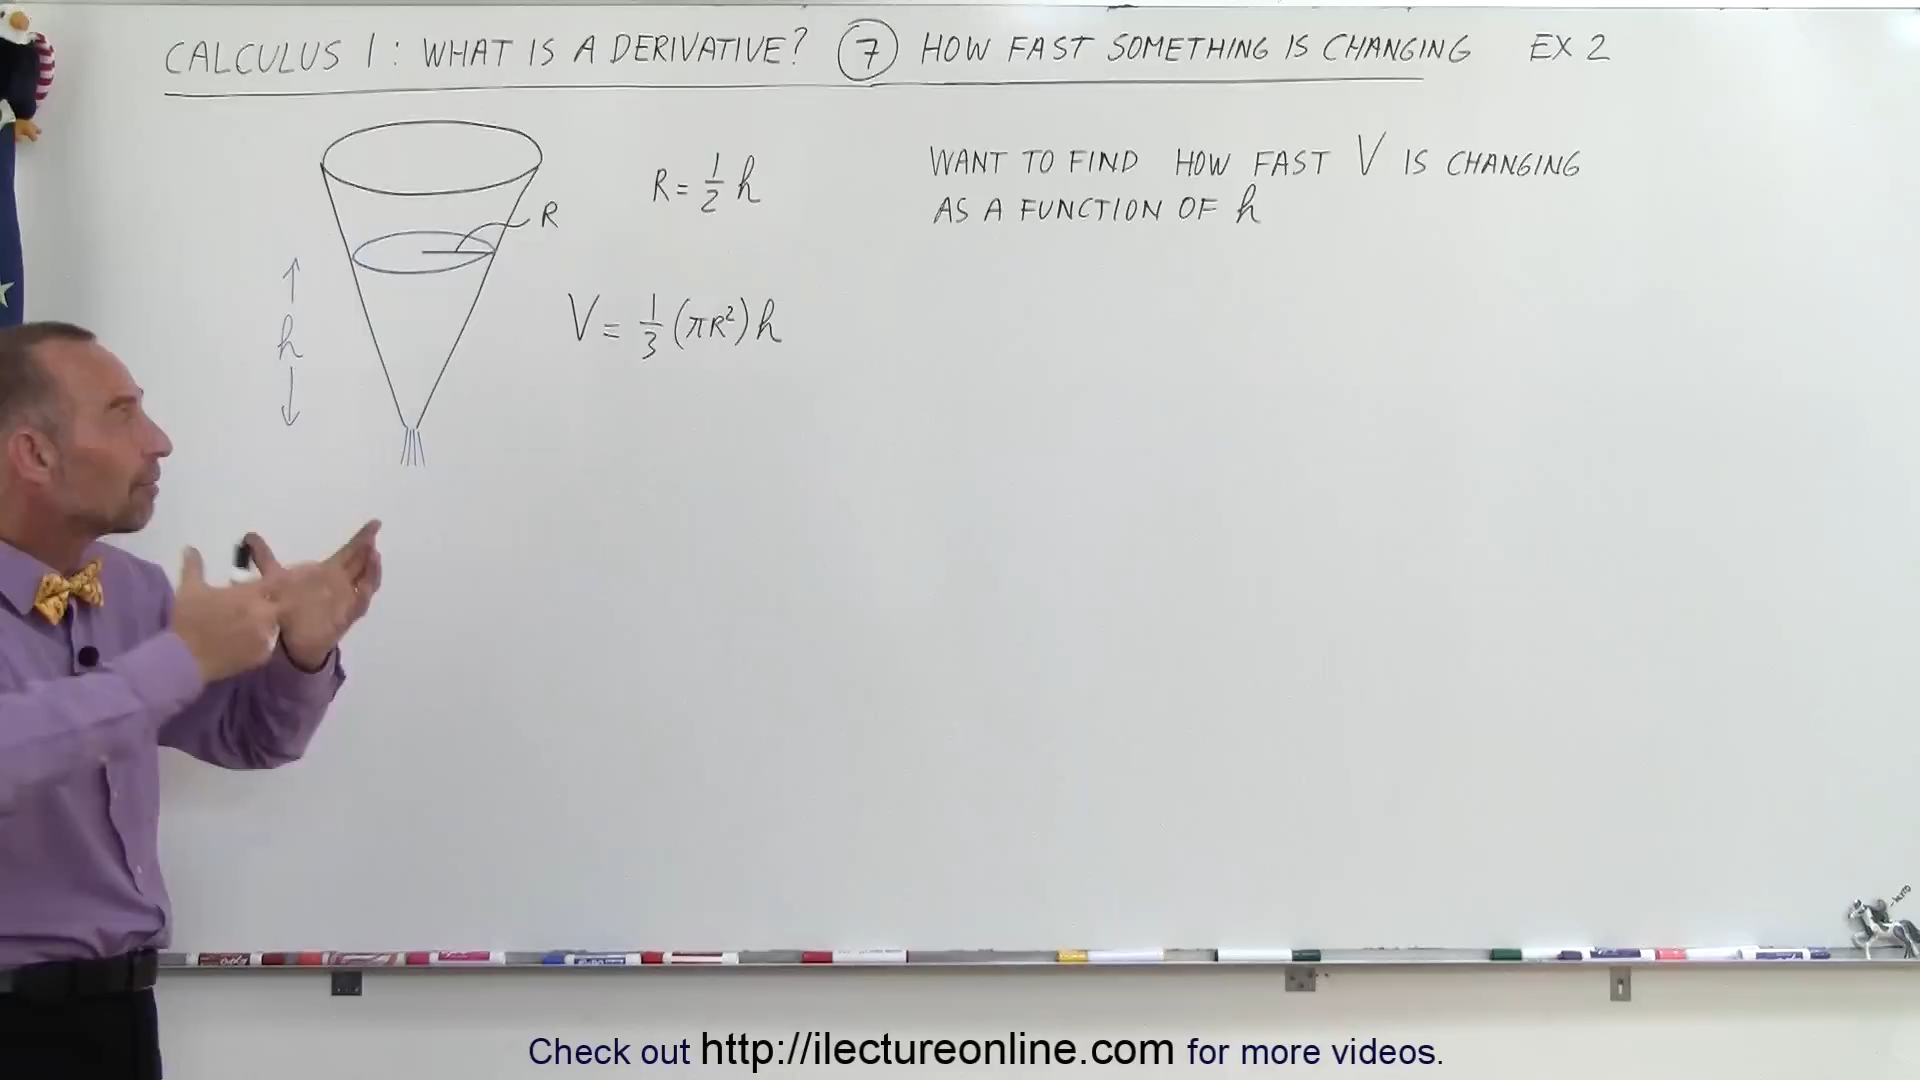 CALCULUS 1: WHAT IS A DERIVATIVE? 7 HOW FAST SOMETHING IS CHANGING EX 2
R = 1/2 h
WANT TO FIND HOW FAST V IS CHANGING
AS A FUNCTION OF h
R
h
V = 1/3 (πR²) h
Check out http://ilectureonline.com for more videos.